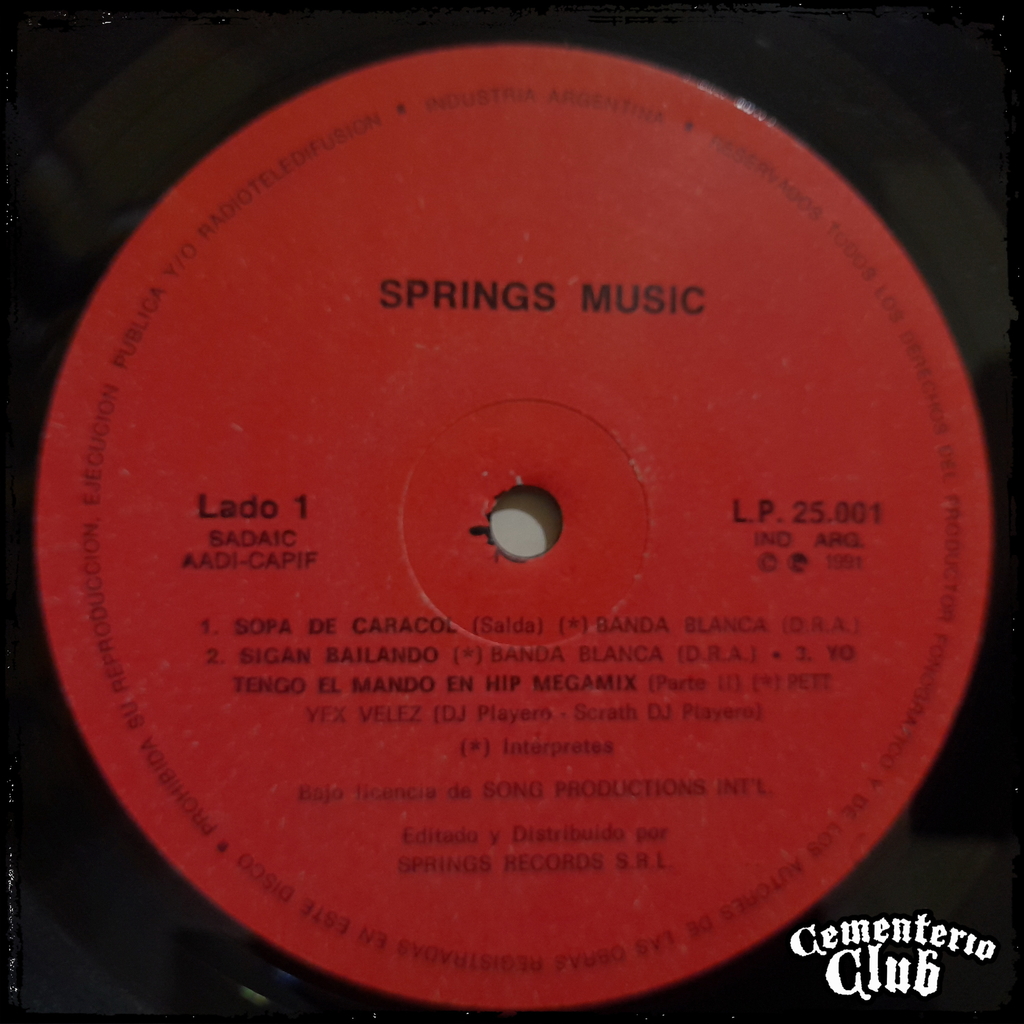 ★ INDUSTRIA ARGENTINA ★ RESERVADOS TODOS LOS DERECHOS DEL PRODUCTOR FONOGRAFICO Y DE LOS AUTORES DE LAS OBRAS REGISTRADAS EN ESTE DISCO ★ PROHIBIDA SU REPRODUCCION, EJECUCION PUBLICA Y/O RADIOTELEDIFUSION
SPRINGS MUSIC
Lado 1
SADAIC
AADI-CAPIF
L.P. 25.001
IND ARG.
© ℗ 1991
1. SOPA DE CARACOL (Salda) (*) BANDA BLANCA (D.R.A.)
2. SIGAN BAILANDO (*) BANDA BLANCA (D.R.A.) • 3. YO
TENGO EL MANDO EN HIP MEGAMIX (Parte II) (*) PETT
YEX VELEZ (DJ Playero - Scrath DJ Playero)
(*) Intérpretes
Bajo licencia de SONG PRODUCTIONS INT'L.
Editado y Distribuido por
SPRINGS RECORDS S.R.L.
Cementerio
Club